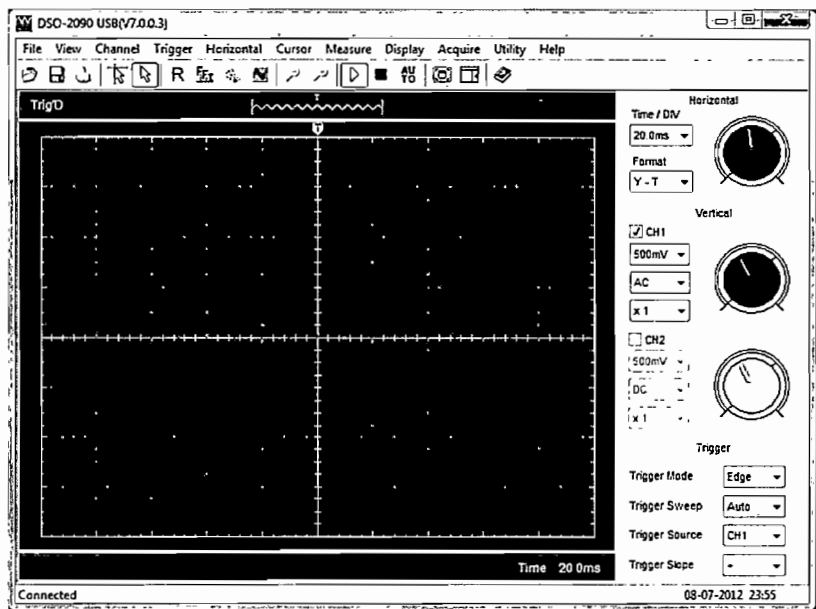 DSO-2090 USB(V7.0.0.3)
File View Channel Trigger Horizontal Cursor Measure Display Acquire Utility Help
R AU TO
Trig'D
T
T
Horizontal
Time / DIV
20.0ms
Format
Y - T
Vertical
CH1
500mV
AC
x 1
CH2
500mV
DC
x 1
Trigger
Trigger Mode Edge
Trigger Sweep Auto
Trigger Source CH1
Trigger Slope
Time 20.0ms
Connected 08-07-2012 23:55